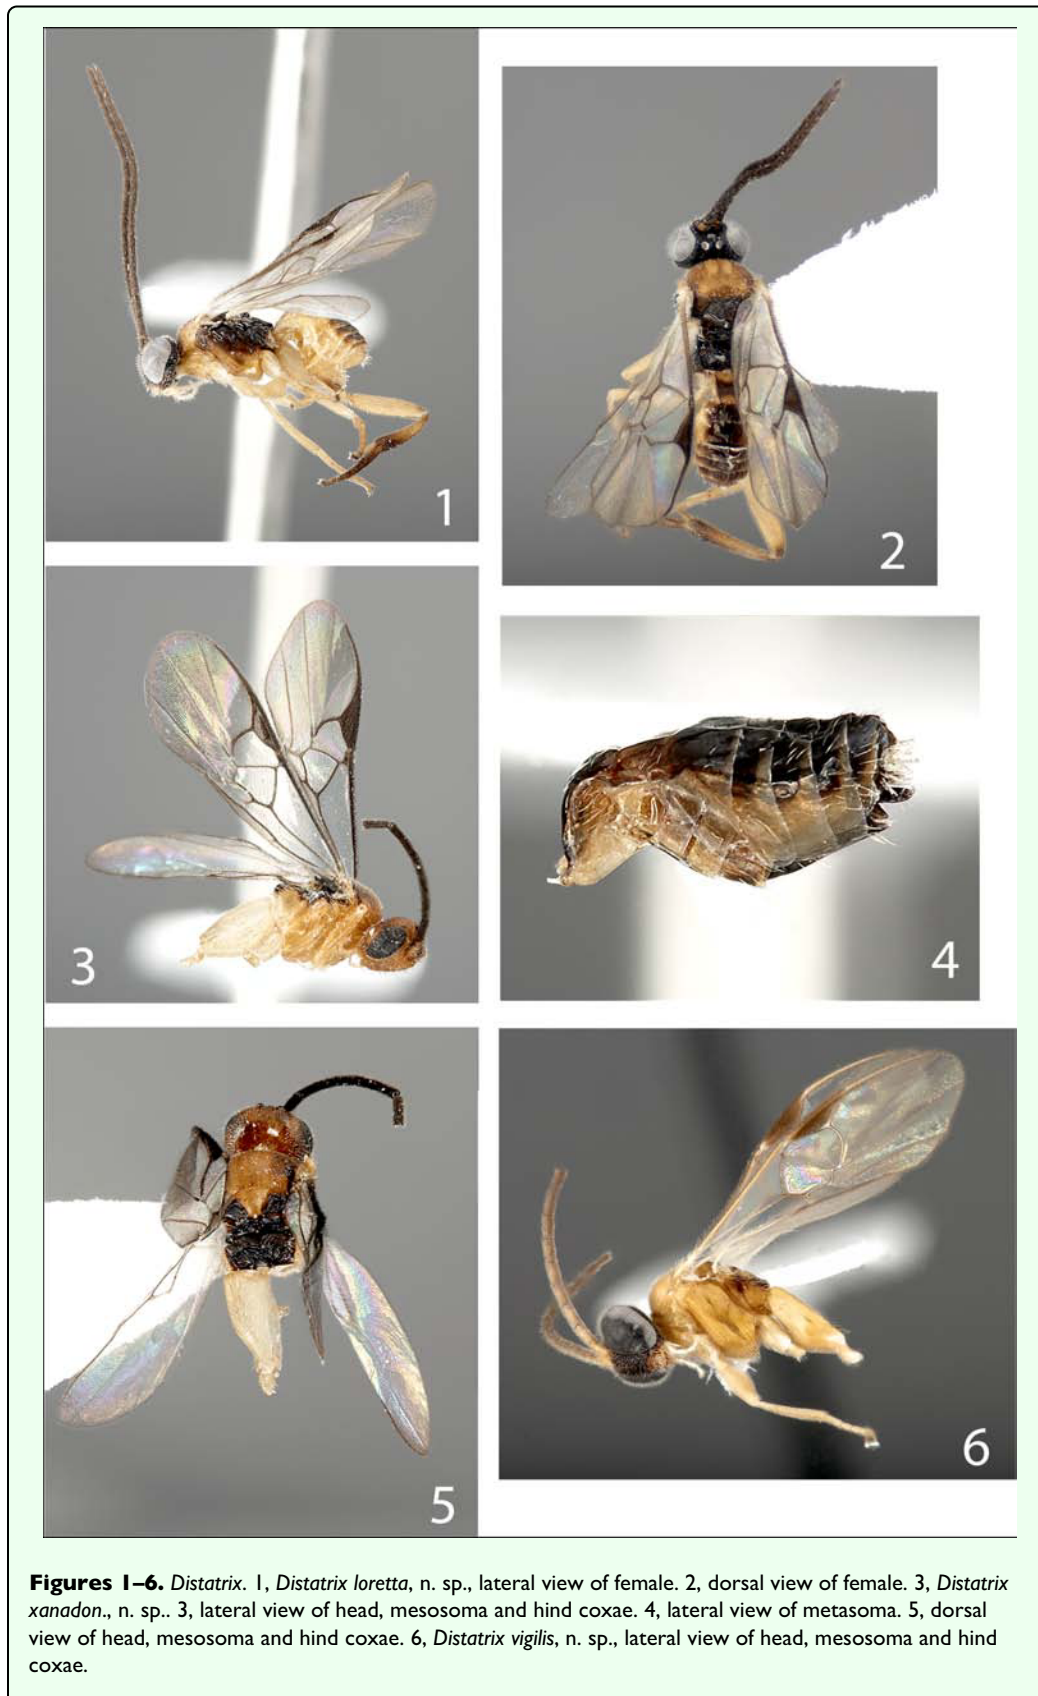 1
2
3
4
5
6
Figures 1–6. Distatrix. 1, Distatrix loretta, n. sp., lateral view of female. 2, dorsal view of female. 3, Distatrix
xanadon., n. sp.. 3, lateral view of head, mesosoma and hind coxae. 4, lateral view of metasoma. 5, dorsal
view of head, mesosoma and hind coxae. 6, Distatrix vigilis, n. sp., lateral view of head, mesosoma and hind
coxae.